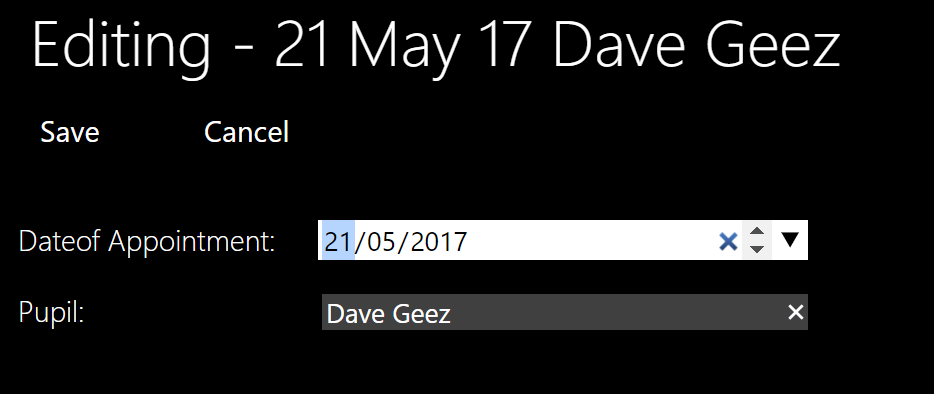 Editing - 21 May 17 Dave Geez
Save Cancel
Dateof Appointment: 21/05/2017
Pupil: Dave Geez